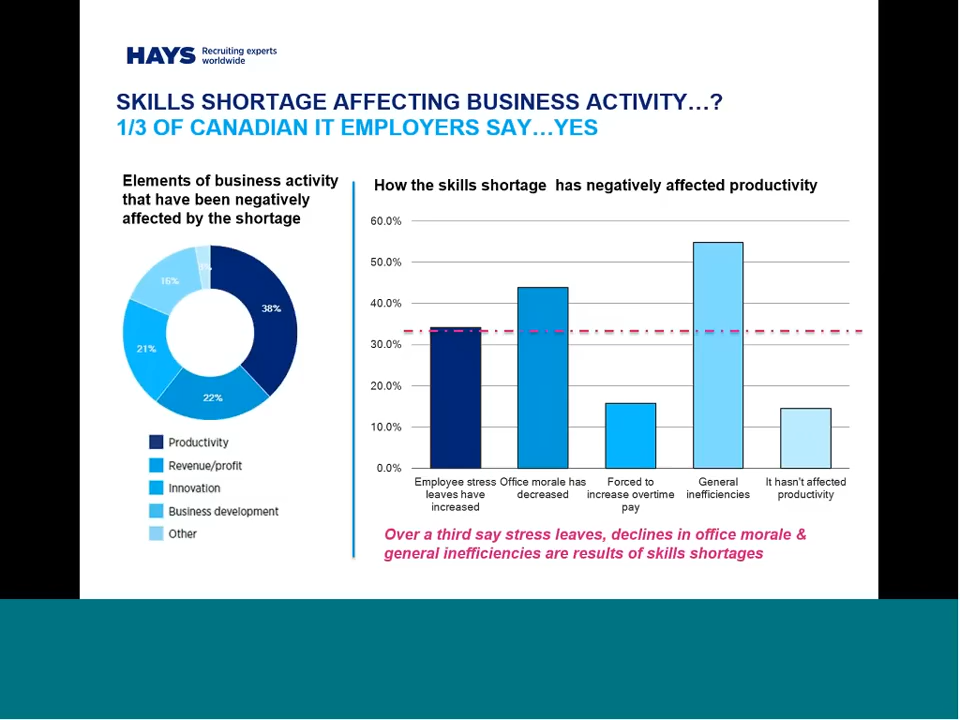 HAYS Recruiting experts
worldwide
SKILLS SHORTAGE AFFECTING BUSINESS ACTIVITY…?
1/3 OF CANADIAN IT EMPLOYERS SAY…YES
Elements of business activity
that have been negatively
affected by the shortage
3%
16%
38%
21%
22%
Productivity
Revenue/profit
Innovation
Business development
Other
How the skills shortage has negatively affected productivity
60.0%
50.0%
40.0%
30.0%
20.0%
10.0%
0.0%
Employee stress
leaves have
increased
Office morale has
decreased
Forced to
increase overtime
pay
General
inefficiencies
It hasn't affected
productivity
Over a third say stress leaves, declines in office morale &
general inefficiencies are results of skills shortages